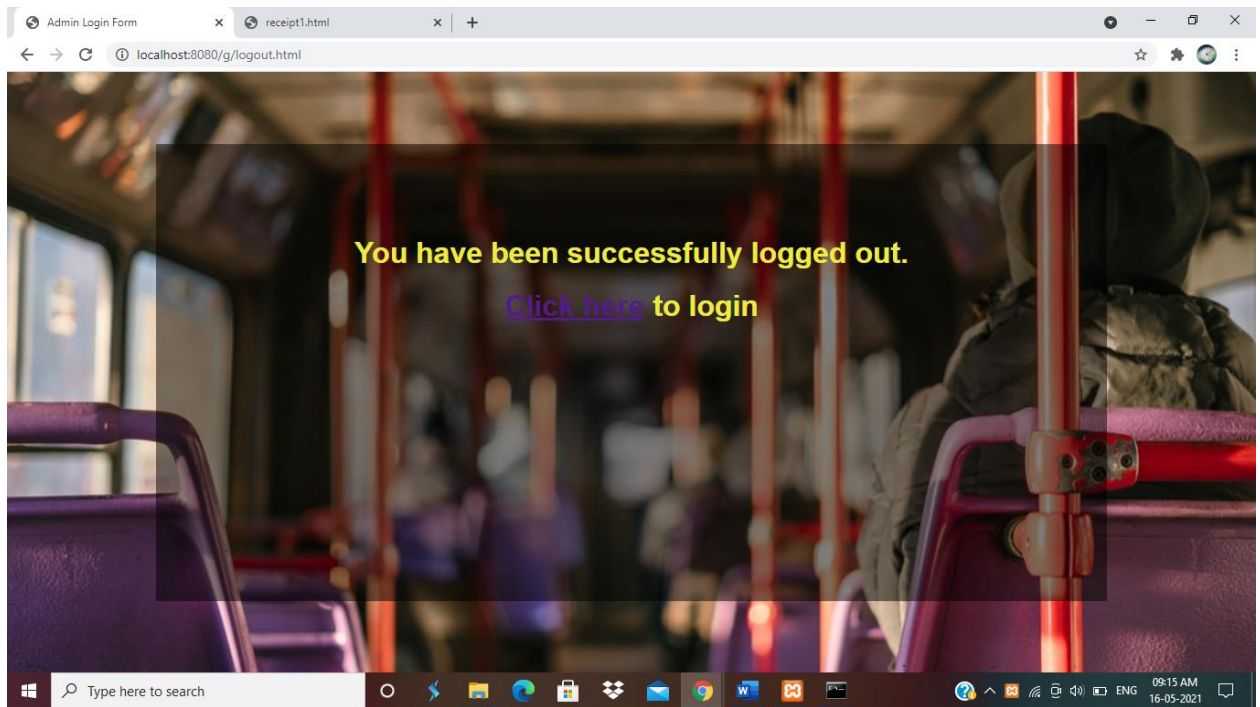 Admin Login Form
receipt1.html
localhost:8080/g/logout.html
You have been successfully logged out.
Click here to login
Type here to search
ENG
09:15 AM
16-05-2021